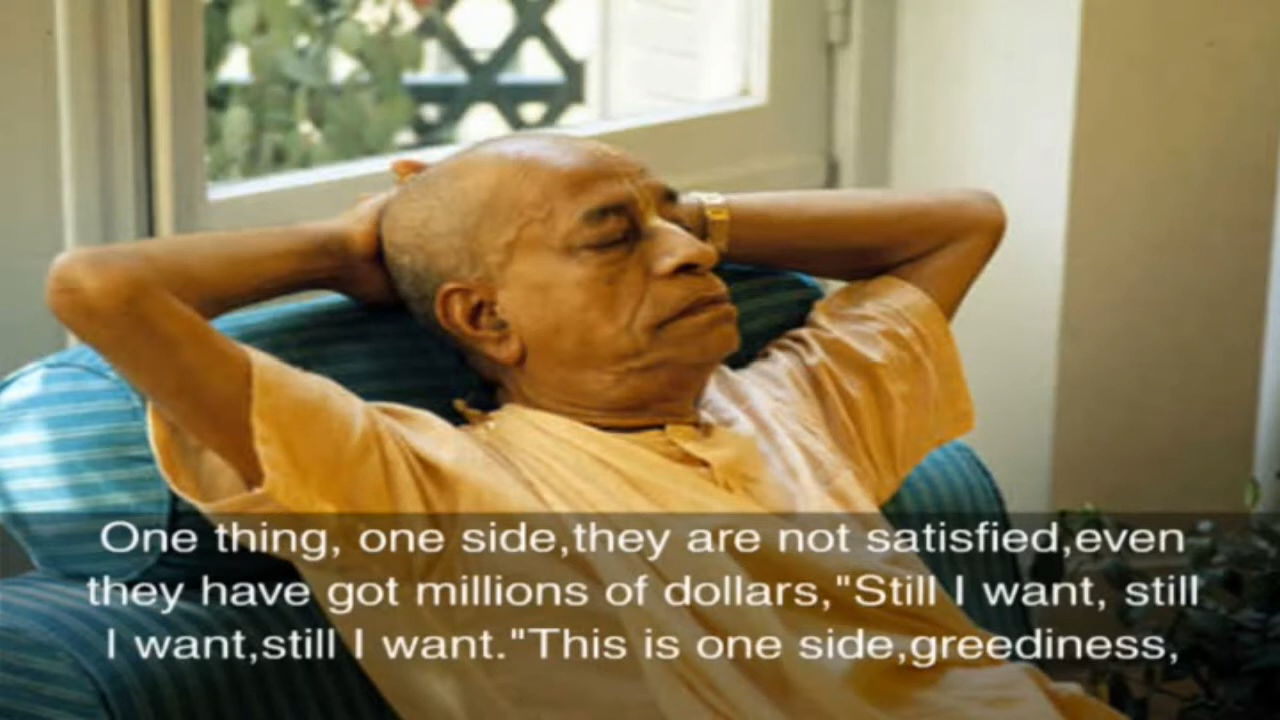 One thing, one side,they are not satisfied,even
they have got millions of dollars,"Still I want, still
I want,still I want."This is one side,greediness,